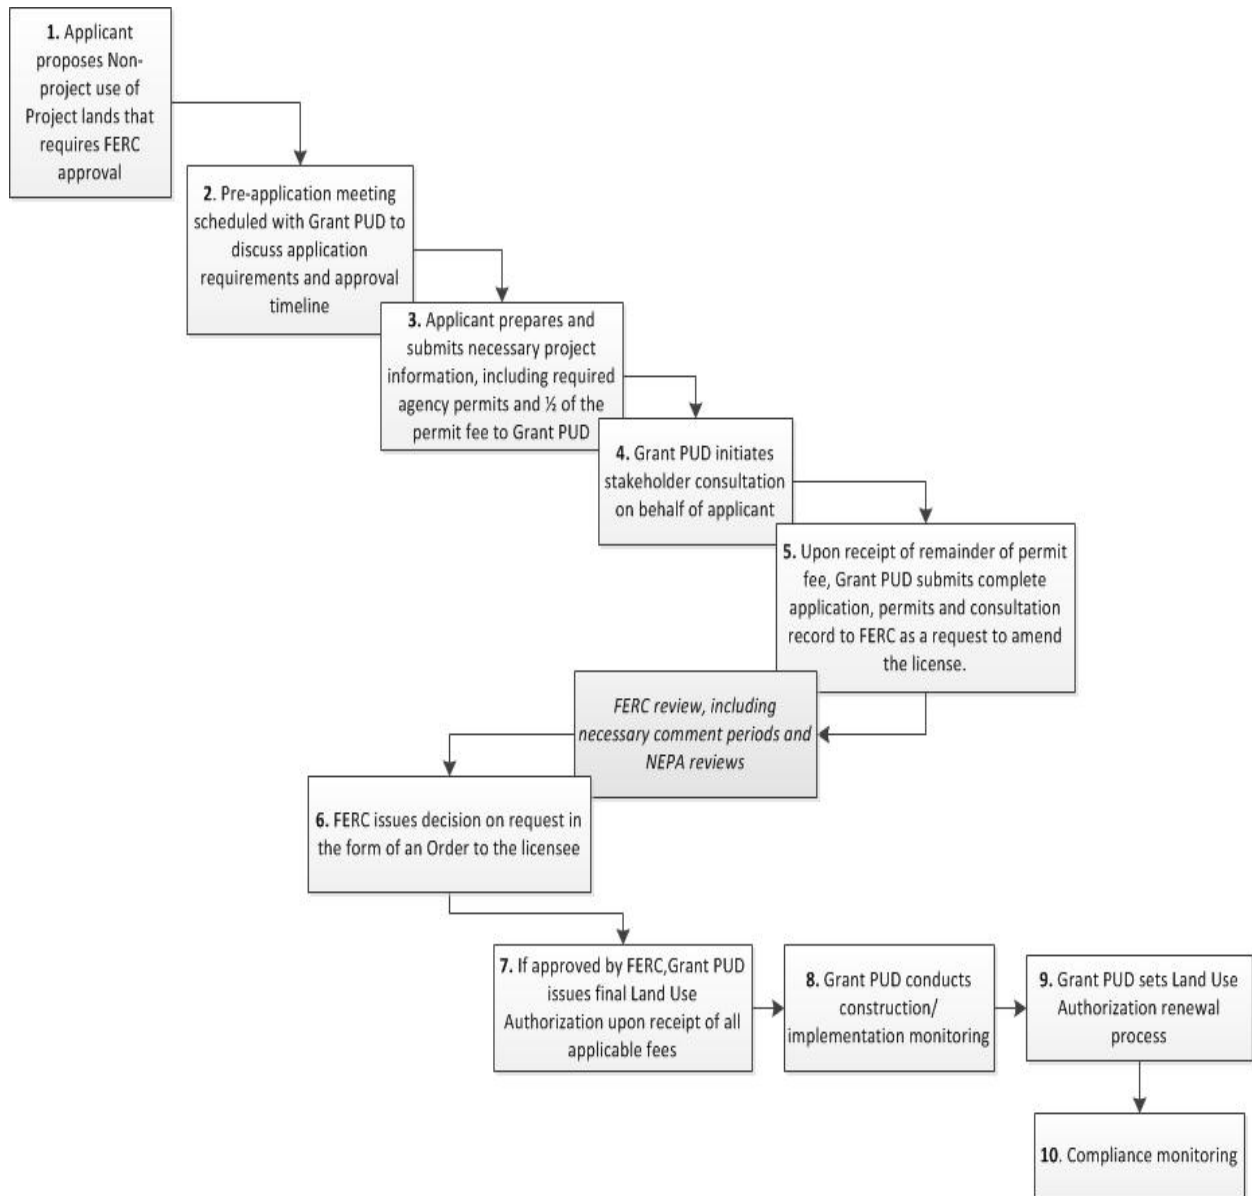 1. Applicant
proposes Non-
project use of
Project lands that
requires FERC
approval
2. Pre-application meeting
scheduled with Grant PUD to
discuss application
requirements and approval
timeline
3. Applicant prepares and
submits necessary project
information, including required
agency permits and ½ of the
permit fee to Grant PUD
4. Grant PUD initiates
stakeholder consultation
on behalf of applicant
5. Upon receipt of remainder of permit
fee, Grant PUD submits complete
application, permits and consultation
record to FERC as a request to amend
the license.
FERC review, including
necessary comment periods and
NEPA reviews
6. FERC issues decision on request in
the form of an Order to the licensee
7. If approved by FERC,Grant PUD
issues final Land Use
Authorization upon receipt of all
applicable fees
8. Grant PUD conducts
construction/
implementation monitoring
9. Grant PUD sets Land Use
Authorization renewal
process
10. Compliance monitoring